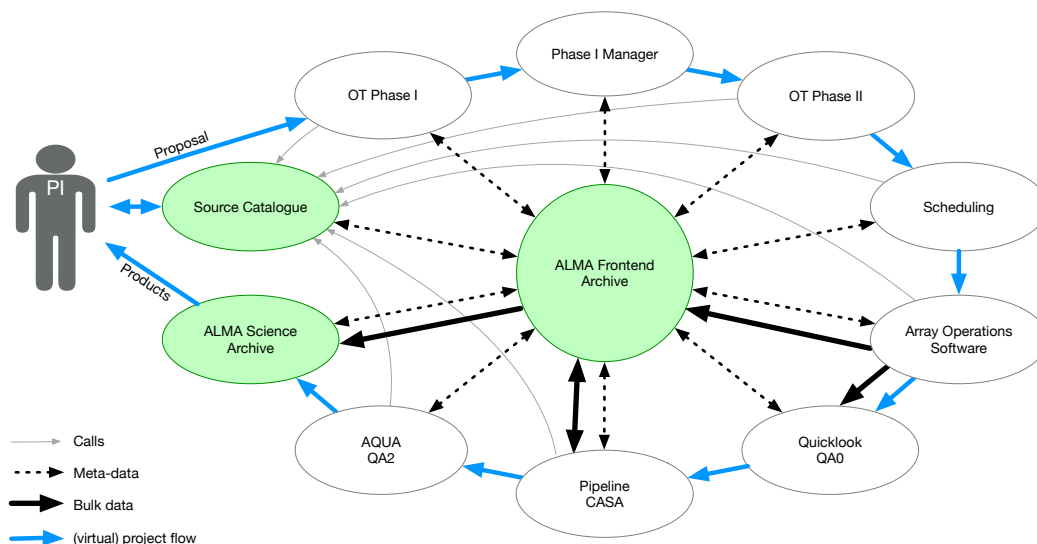 Phase I Manager
OT Phase I
OT Phase II
Proposal
PI
Source Catalogue
Scheduling
ALMA Frontend
Archive
Products
ALMA Science
Archive
Array Operations
Software
AQUA
QA2
Quicklook
QA0
Pipeline
CASA
Calls
Meta-data
Bulk data
(virtual) project flow